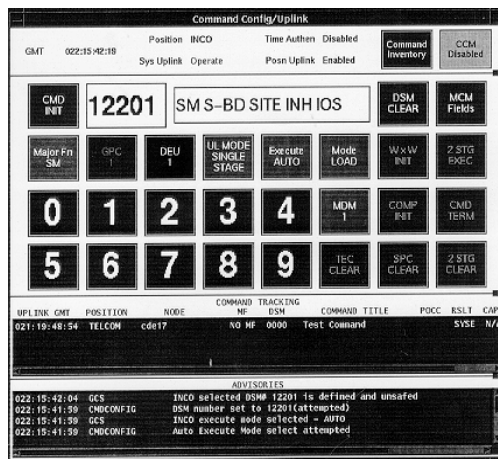 Command Config/Uplink
GMT 022:15:42:19
Position INCO Time Authen Disabled
Sys Uplink Operate Posn Uplink Enabled
Command Inventory
CCM Disabled
CMD INIT
12201
SM S-BD SITE INH IOS
DSM CLEAR
MCM Fields
Major Fn SM
GPC 1
DEU 1
UL MODE SINGLE STAGE
Execute AUTO
Mode LOAD
WxW INIT
2 STG EXEC
0 1 2 3 4
MDM 1
COMP INIT
CMD TERM
5 6 7 8 9
TEC CLEAR
SPC CLEAR
2 STG CLEAR
COMMAND TRACKING
UPLINK GMT POSITION NODE MF DSM COMMAND TITLE POCC RSLT CAP
021:19:48:54 TELCOM cde17 NO MF 0000 Test Command SYSE N/
ADVISORIES
022:15:42:04 GCS INCO selected DSM# 12201 is defined and unsafed
022:15:41:59 CMDCONFIG DSM number set to 12201(attempted)
022:15:41:59 GCS INCO execute mode selected - AUTO
022:15:41:59 CMDCONFIG Auto Execute Mode select attempted